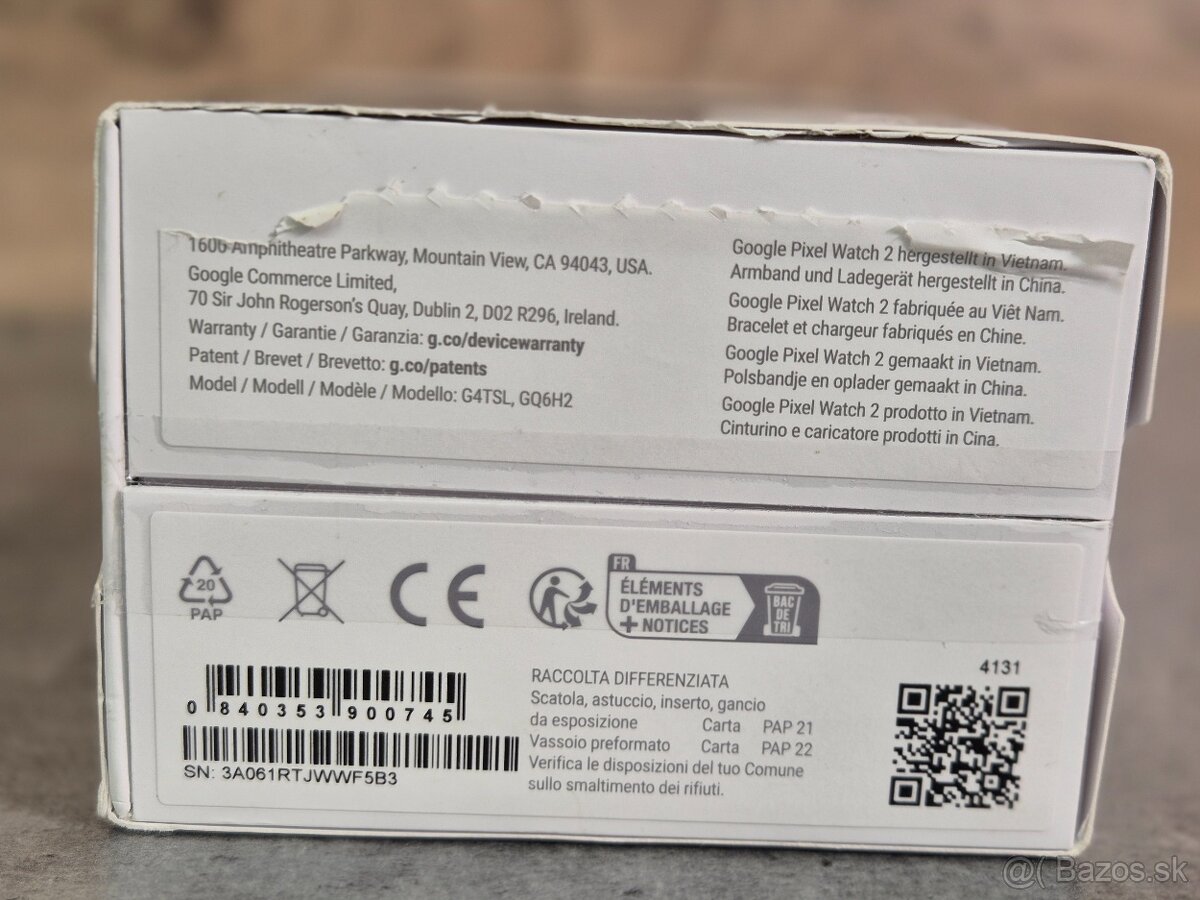 1600 Amphitheatre Parkway, Mountain View, CA 94043, USA.
Google Commerce Limited,
70 Sir John Rogerson's Quay, Dublin 2, D02 R296, Ireland.
Warranty / Garantie / Garanzia: g.co/devicewarranty
Patent / Brevet / Brevetto: g.co/patents
Model / Modell / Modèle / Modello: G4TSL, GQ6H2
Google Pixel Watch 2 hergestellt in Vietnam.
Armband und Ladegerät hergestellt in China.
Google Pixel Watch 2 fabriquée au Viêt Nam.
Bracelet et chargeur fabriqués en Chine.
Google Pixel Watch 2 gemaakt in Vietnam.
Polsbandje en oplader gemaakt in China.
Google Pixel Watch 2 prodotto in Vietnam.
Cinturino e caricatore prodotti in Cina.
20
PAP
CE
FR
ÉLÉMENTS
D'EMBALLAGE
+ NOTICES
BAC
DE
TRI
0 840353 900745
SN: 3A061RTJWWF5B3
RACCOLTA DIFFERENZIATA
Scatola, astuccio, inserto, gancio
da esposizione Carta PAP 21
Vassoio preformato Carta PAP 22
Verifica le disposizioni del tuo Comune
sullo smaltimento dei rifiuti.
4131
@( Bazos.sk